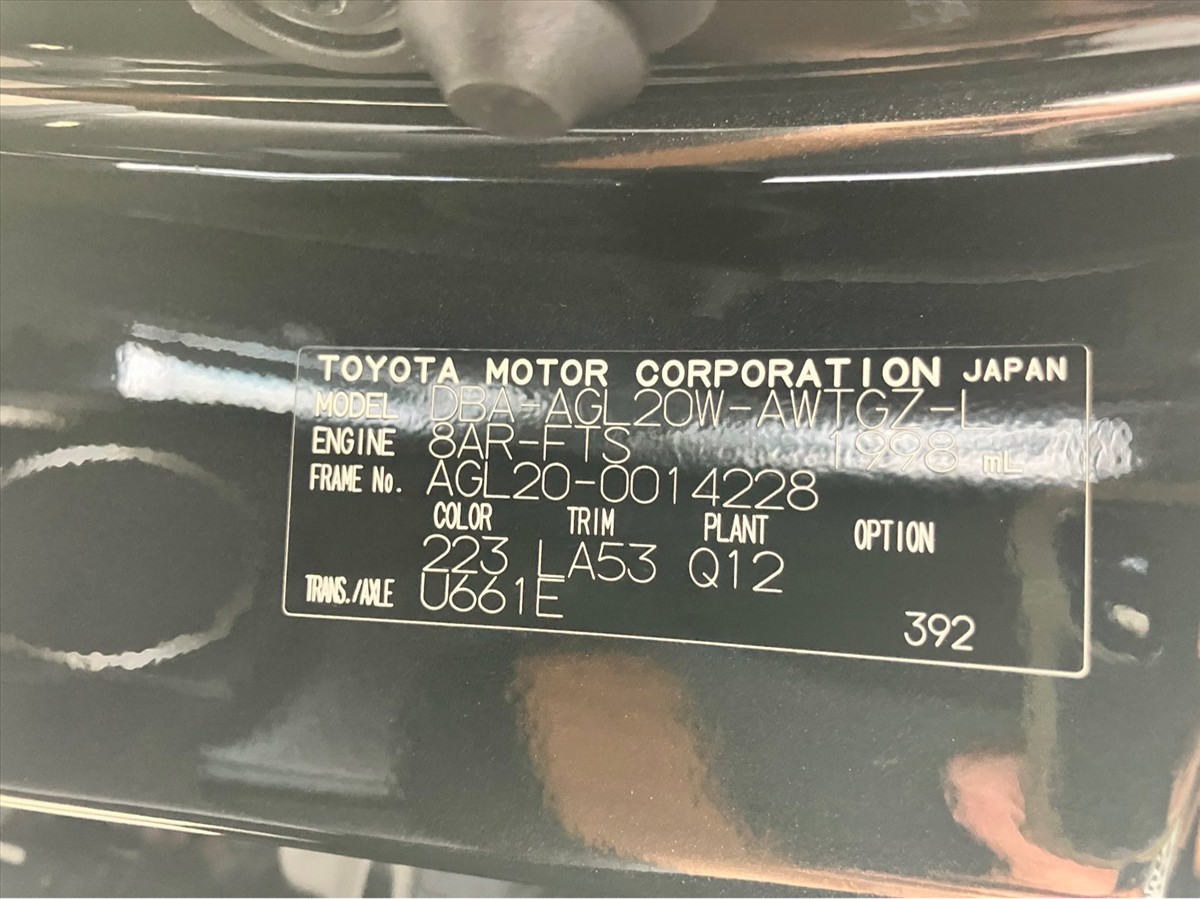 TOYOTA MOTOR CORPORATION JAPAN
MODEL DBA-AGL20W-AWTGZ-L
ENGINE 8AR-FTS 1998 mL
FRAME No. AGL20-0014228
COLOR TRIM PLANT OPTION
223 LA53 Q12
TRANS./AXLE U661E
392